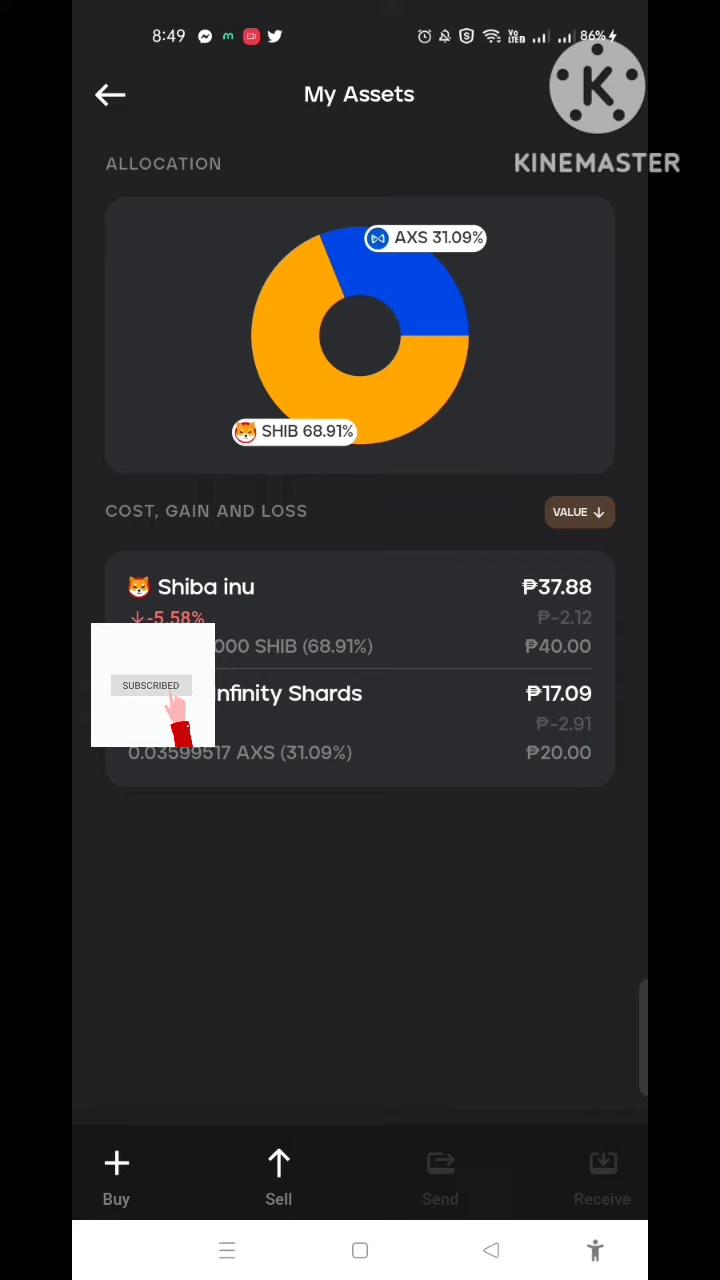 8:49
VoLTED 86%
My Assets
KINEMASTER
ALLOCATION
AXS 31.09%
SHIB 68.91%
COST, GAIN AND LOSS
VALUE ↓
Shiba inu ₱37.88
↓-5.58% ₱-2.12
000 SHIB (68.91%) ₱40.00
SUBSCRIBED
nfinity Shards ₱17.09
₱-2.91
0.03599517 AXS (31.09%) ₱20.00
Buy
Sell
Send
Receive